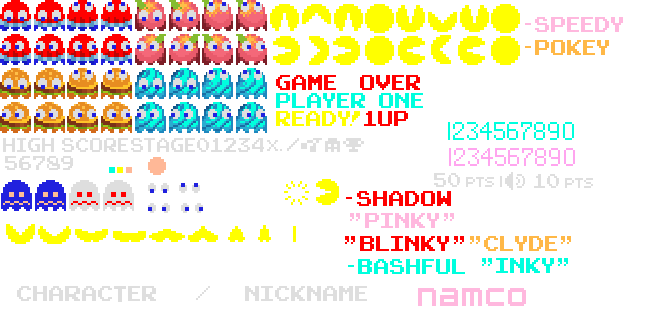 -SPEEDY
-POKEY
GAME OVER
PLAYER ONE
READY! 1UP
1234567890
HIGH SCORESTAGE01234X./-
56789
1234567890
50 PTS 10 PTS
-SHADOW
"PINKY"
"BLINKY" "CLYDE"
-BASHFUL "INKY"
CHARACTER / NICKNAME
namco